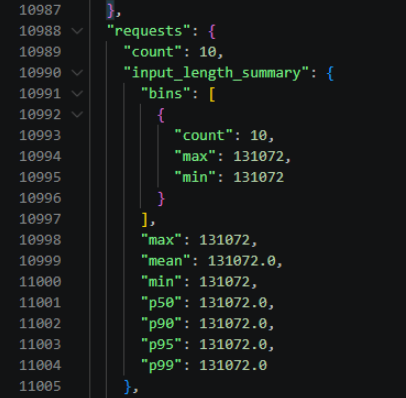 10987 },
10988 "requests": {
10989 "count": 10,
10990 "input_length_summary": {
10991 "bins": [
10992 {
10993 "count": 10,
10994 "max": 131072,
10995 "min": 131072
10996 }
10997 ],
10998 "max": 131072,
10999 "mean": 131072.0,
11000 "min": 131072,
11001 "p50": 131072.0,
11002 "p90": 131072.0,
11003 "p95": 131072.0,
11004 "p99": 131072.0
11005 },